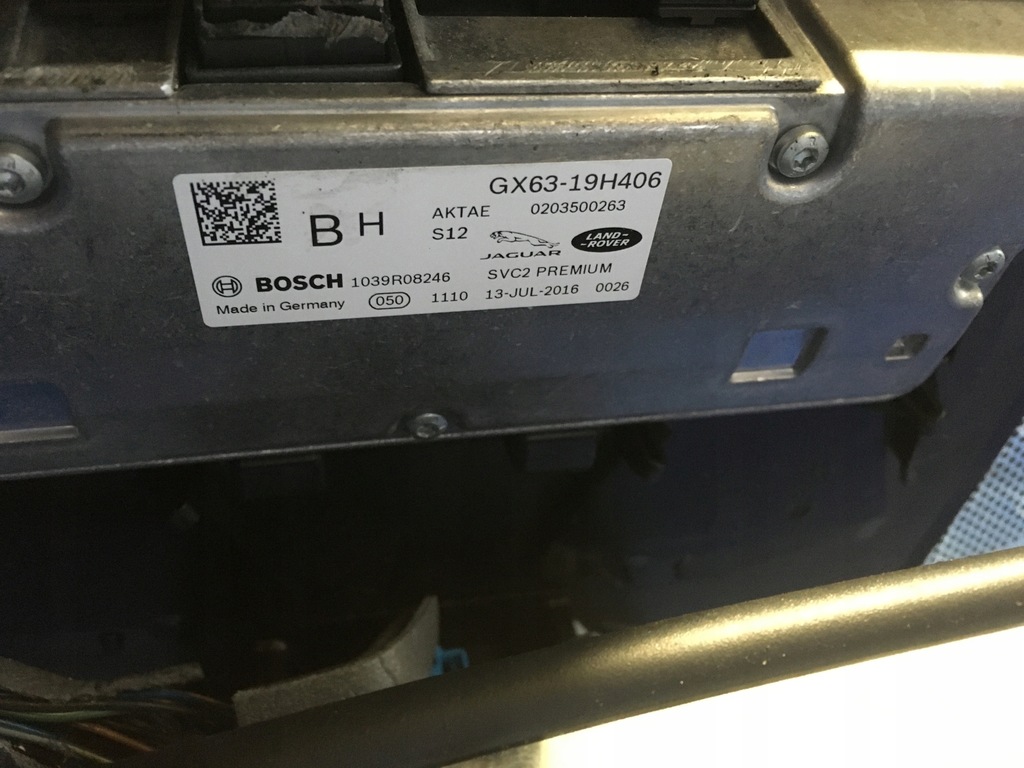 GX63-19H406
BH
AKTAE 0203500263
S12 JAGUAR LAND-ROVER
BOSCH 1039R08246 SVC2 PREMIUM
Made in Germany 050 1110 13-JUL-2016 0026